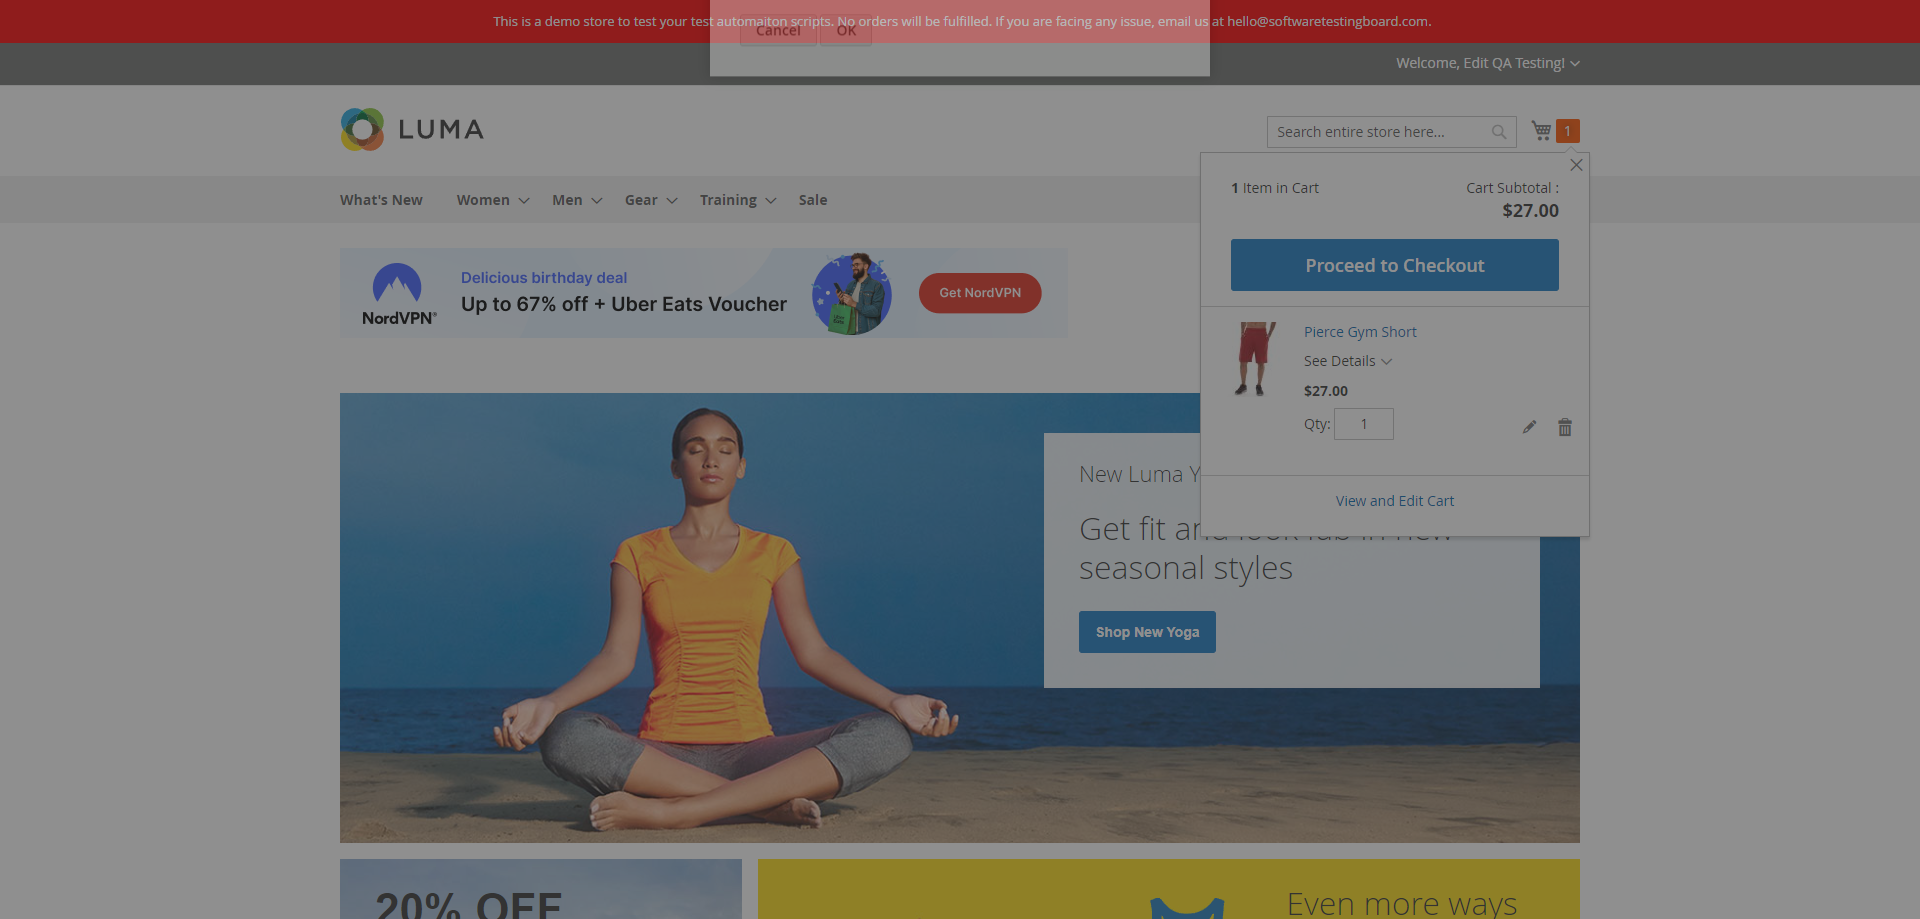 This is a demo store to test your test automaiton scripts. No orders will be fulfilled. If you are facing any issue, email us at hello@softwaretestingboard.com.
Cancel OK
Welcome, Edit QA Testing!
LUMA
Search entire store here...
1
1 Item in Cart
Cart Subtotal :
$27.00
Proceed to Checkout
Pierce Gym Short
See Details
$27.00
Qty: 1
View and Edit Cart
What's New Women Men Gear Training Sale
NordVPN®
Delicious birthday deal
Up to 67% off + Uber Eats Voucher
Get NordVPN
New Luma Y
Get fit and look fab in new
seasonal styles
Shop New Yoga
20% OFF
Even more ways